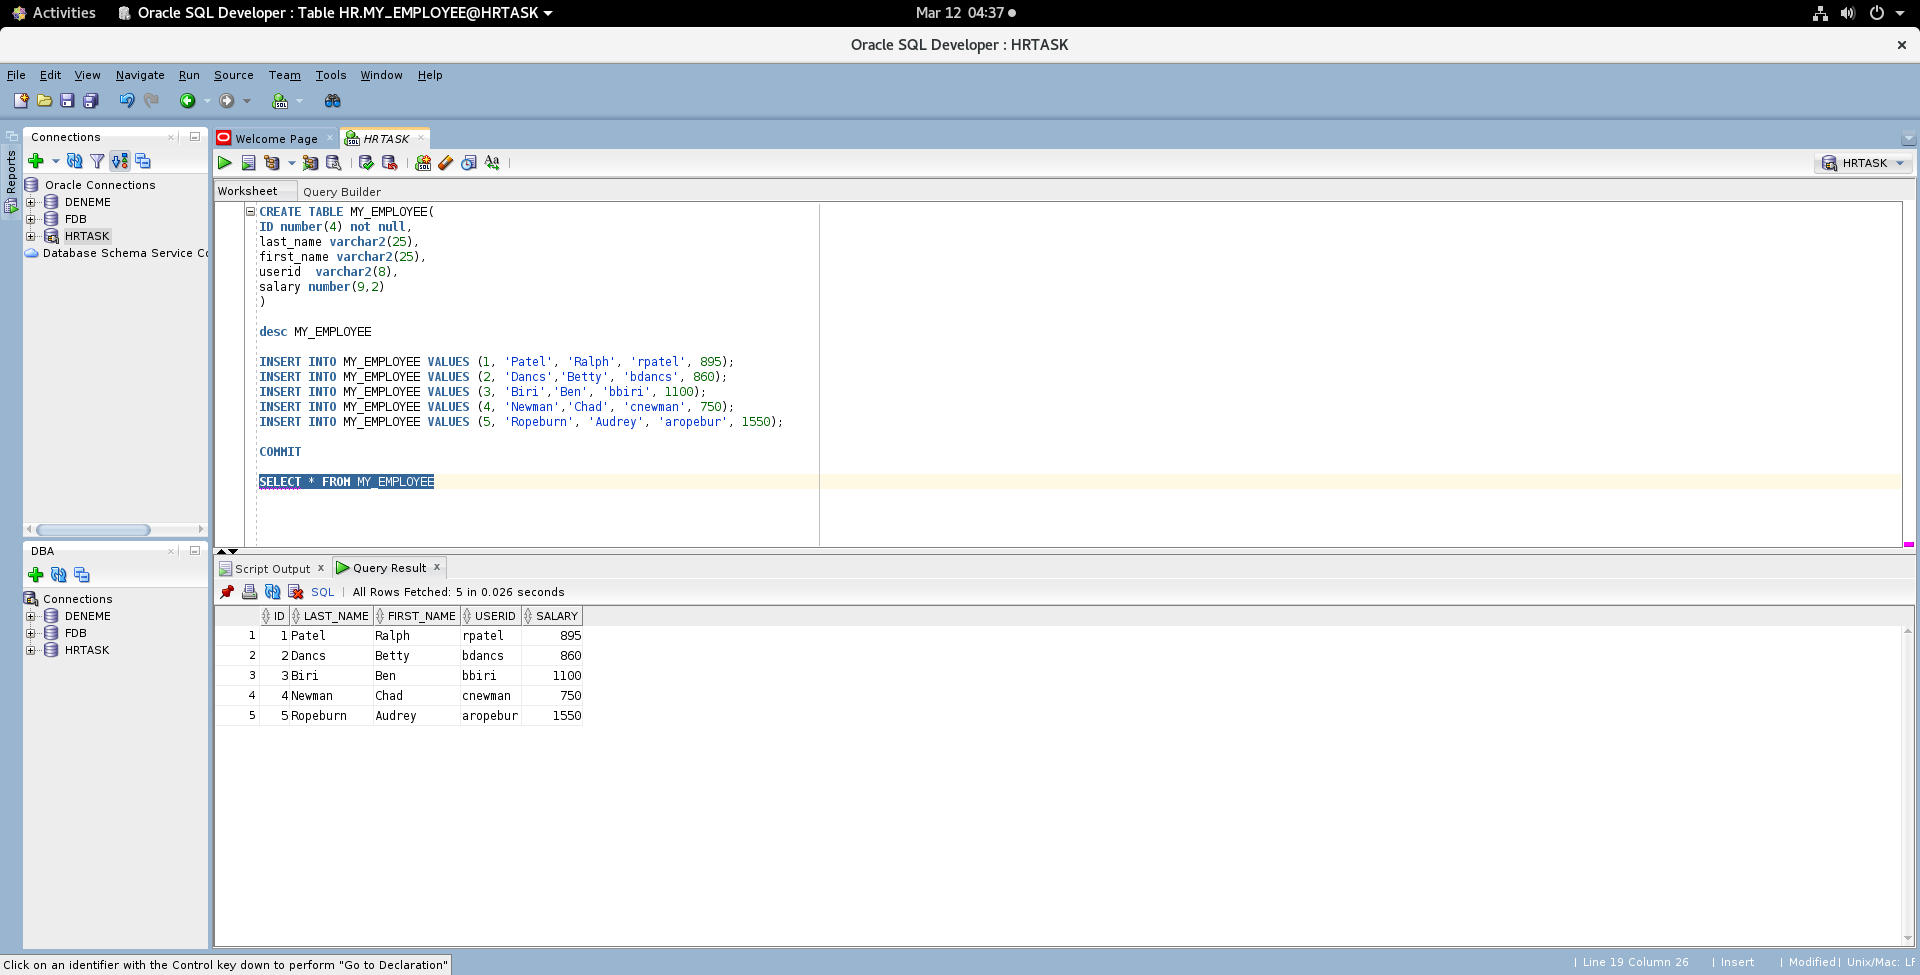 Activities
Oracle SQL Developer : Table HR.MY_EMPLOYEE@HRTASK
Mar 12 04:37
Oracle SQL Developer : HRTASK
File Edit View Navigate Run Source Team Tools Window Help
Reports
Connections
Oracle Connections
DENEME
FDB
HRTASK
Database Schema Service Co
DBA
Connections
DENEME
FDB
HRTASK
Welcome Page
HRTASK
HRTASK
Worksheet Query Builder
CREATE TABLE MY_EMPLOYEE(
ID number(4) not null,
last_name varchar2(25),
first_name varchar2(25),
userid  varchar2(8),
salary number(9,2)
)
desc MY_EMPLOYEE
INSERT INTO MY_EMPLOYEE VALUES (1, 'Patel', 'Ralph', 'rpatel', 895);
INSERT INTO MY_EMPLOYEE VALUES (2, 'Dancs','Betty', 'bdancs', 860);
INSERT INTO MY_EMPLOYEE VALUES (3, 'Biri','Ben', 'bbiri', 1100);
INSERT INTO MY_EMPLOYEE VALUES (4, 'Newman','Chad', 'cnewman', 750);
INSERT INTO MY_EMPLOYEE VALUES (5, 'Ropeburn', 'Audrey', 'aropebur', 1550);
COMMIT
SELECT * FROM MY_EMPLOYEE
Script Output x Query Result x
SQL | All Rows Fetched: 5 in 0.026 seconds
ID LAST_NAME FIRST_NAME USERID SALARY
1 1 Patel Ralph rpatel 895
2 2 Dancs Betty bdancs 860
3 3 Biri Ben bbiri 1100
4 4 Newman Chad cnewman 750
5 5 Ropeburn Audrey aropebur 1550
Click on an identifier with the Control key down to perform "Go to Declaration"
| Line 19 Column 26 | Insert | Modified | Unix/Mac: LF